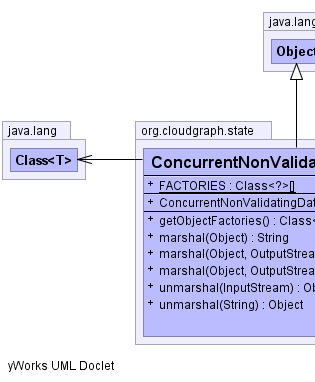 java.lang
Object
java.lang
Class<T>
org.cloudgraph.state
ConcurrentNonValida
+ FACTORIES : Class<?>[]
+ ConcurrentNonValidatingDat
+ getObjectFactories() : Class<
+ marshal(Object) : String
+ marshal(Object, OutputStrea
+ marshal(Object, OutputStrea
+ unmarshal(InputStream) : Ob
+ unmarshal(String) : Object
yWorks UML Doclet